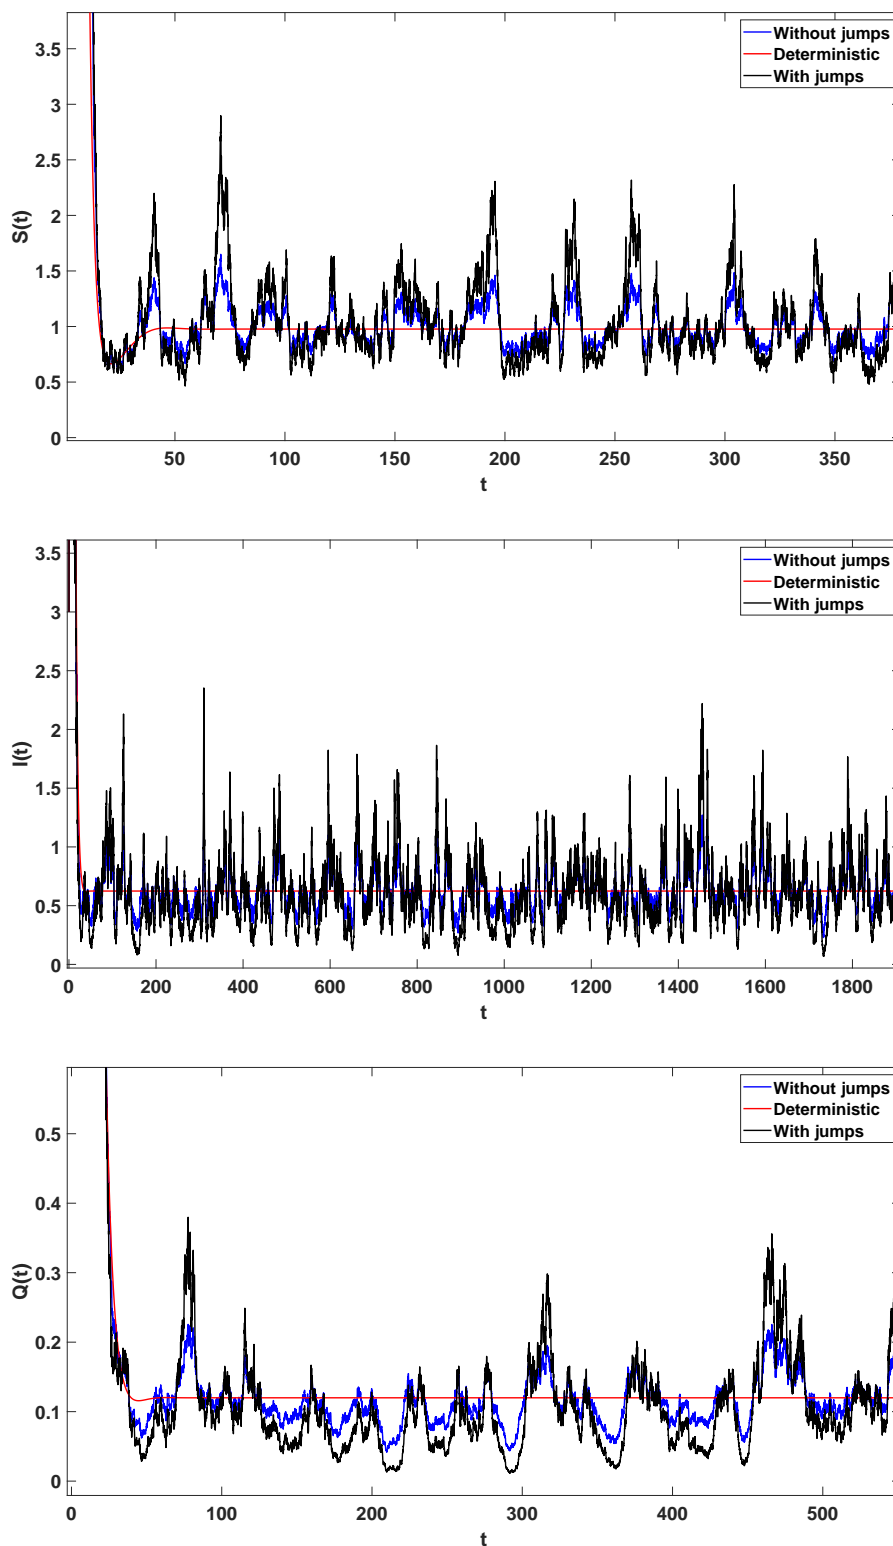 3.5
3
2.5
2
1.5
1
0.5
0
S(t)
Without jumps
Deterministic
With jumps
50 100 150 200 250 300 350
t
3.5
3
2.5
2
1.5
1
0.5
0
I(t)
Without jumps
Deterministic
With jumps
0 200 400 600 800 1000 1200 1400 1600 1800
t
0.5
0.4
0.3
0.2
0.1
0
Q(t)
Without jumps
Deterministic
With jumps
0 100 200 300 400 500
t